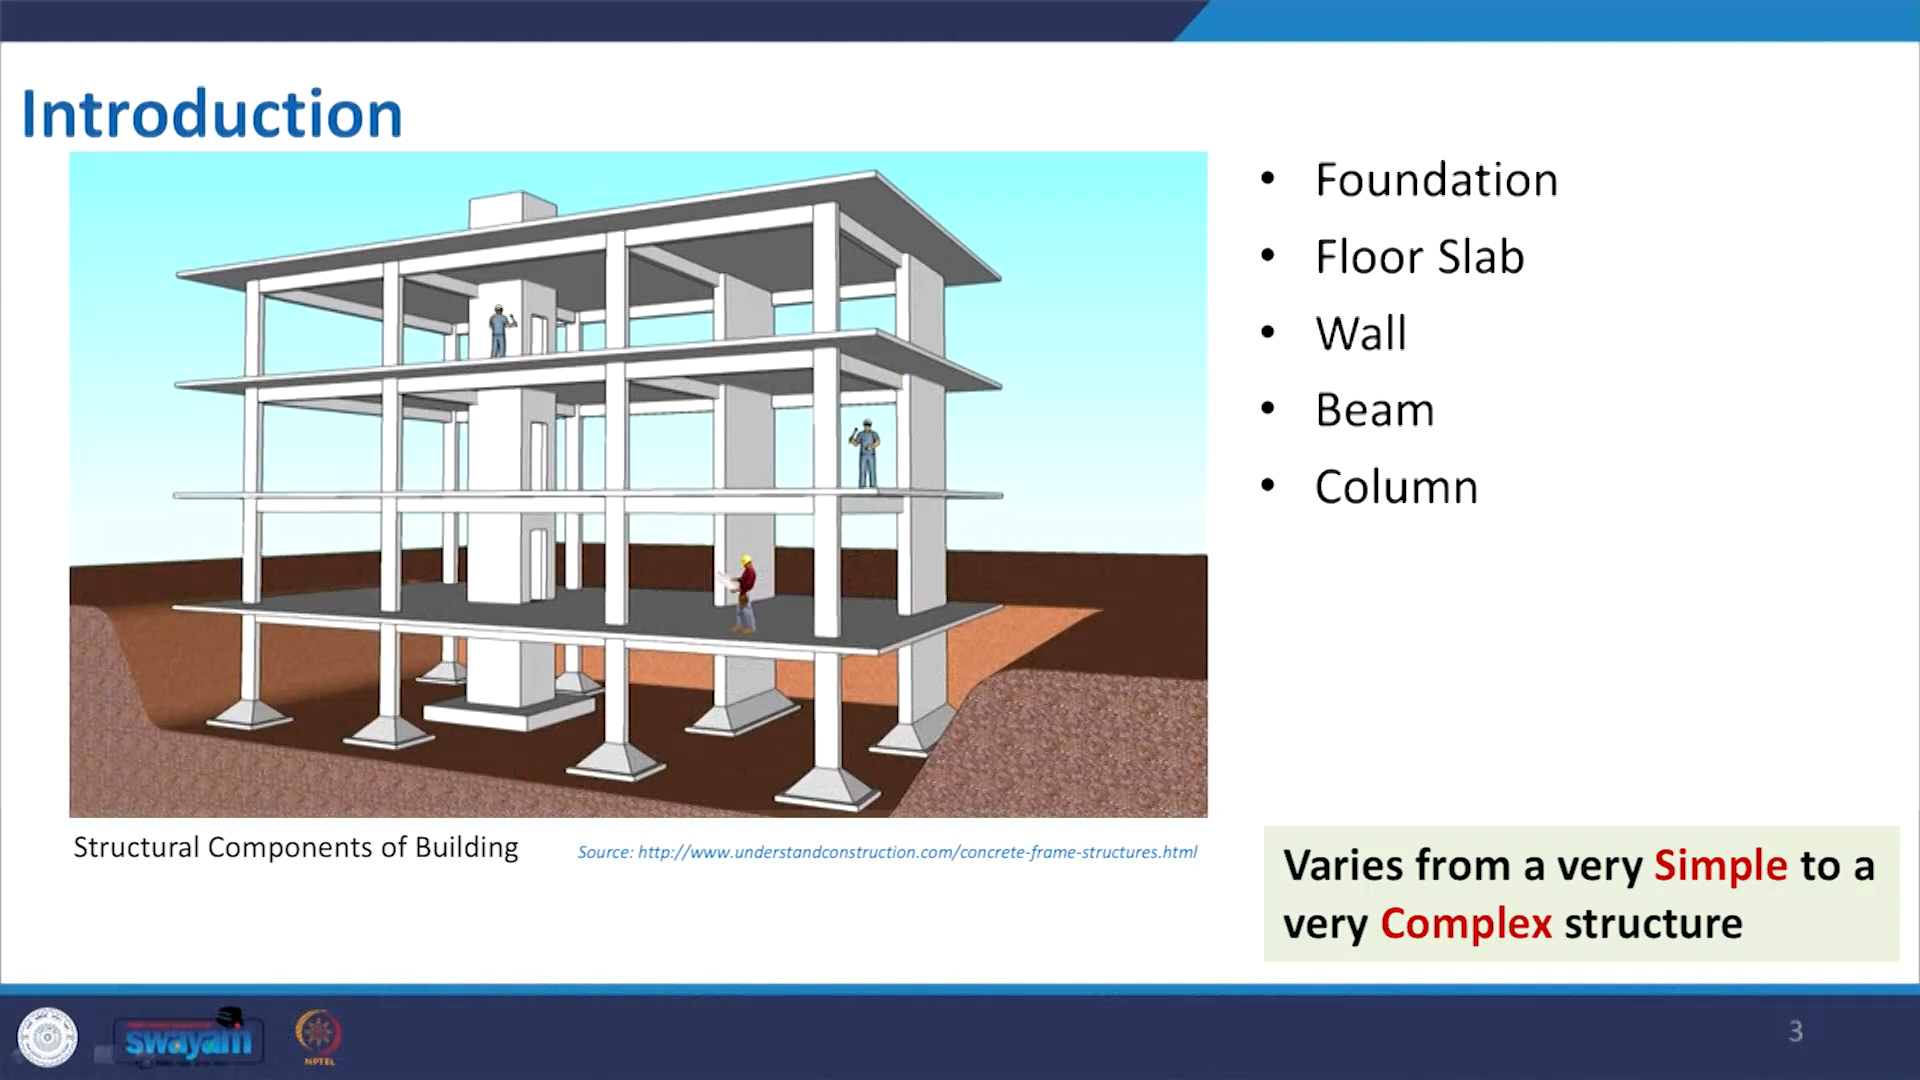 Introduction
• Foundation
• Floor Slab
• Wall
• Beam
• Column
Structural Components of Building
Source: http://www.understandconstruction.com/concrete-frame-structures.html
Varies from a very Simple to a
very Complex structure
swayam
NPTEL
3